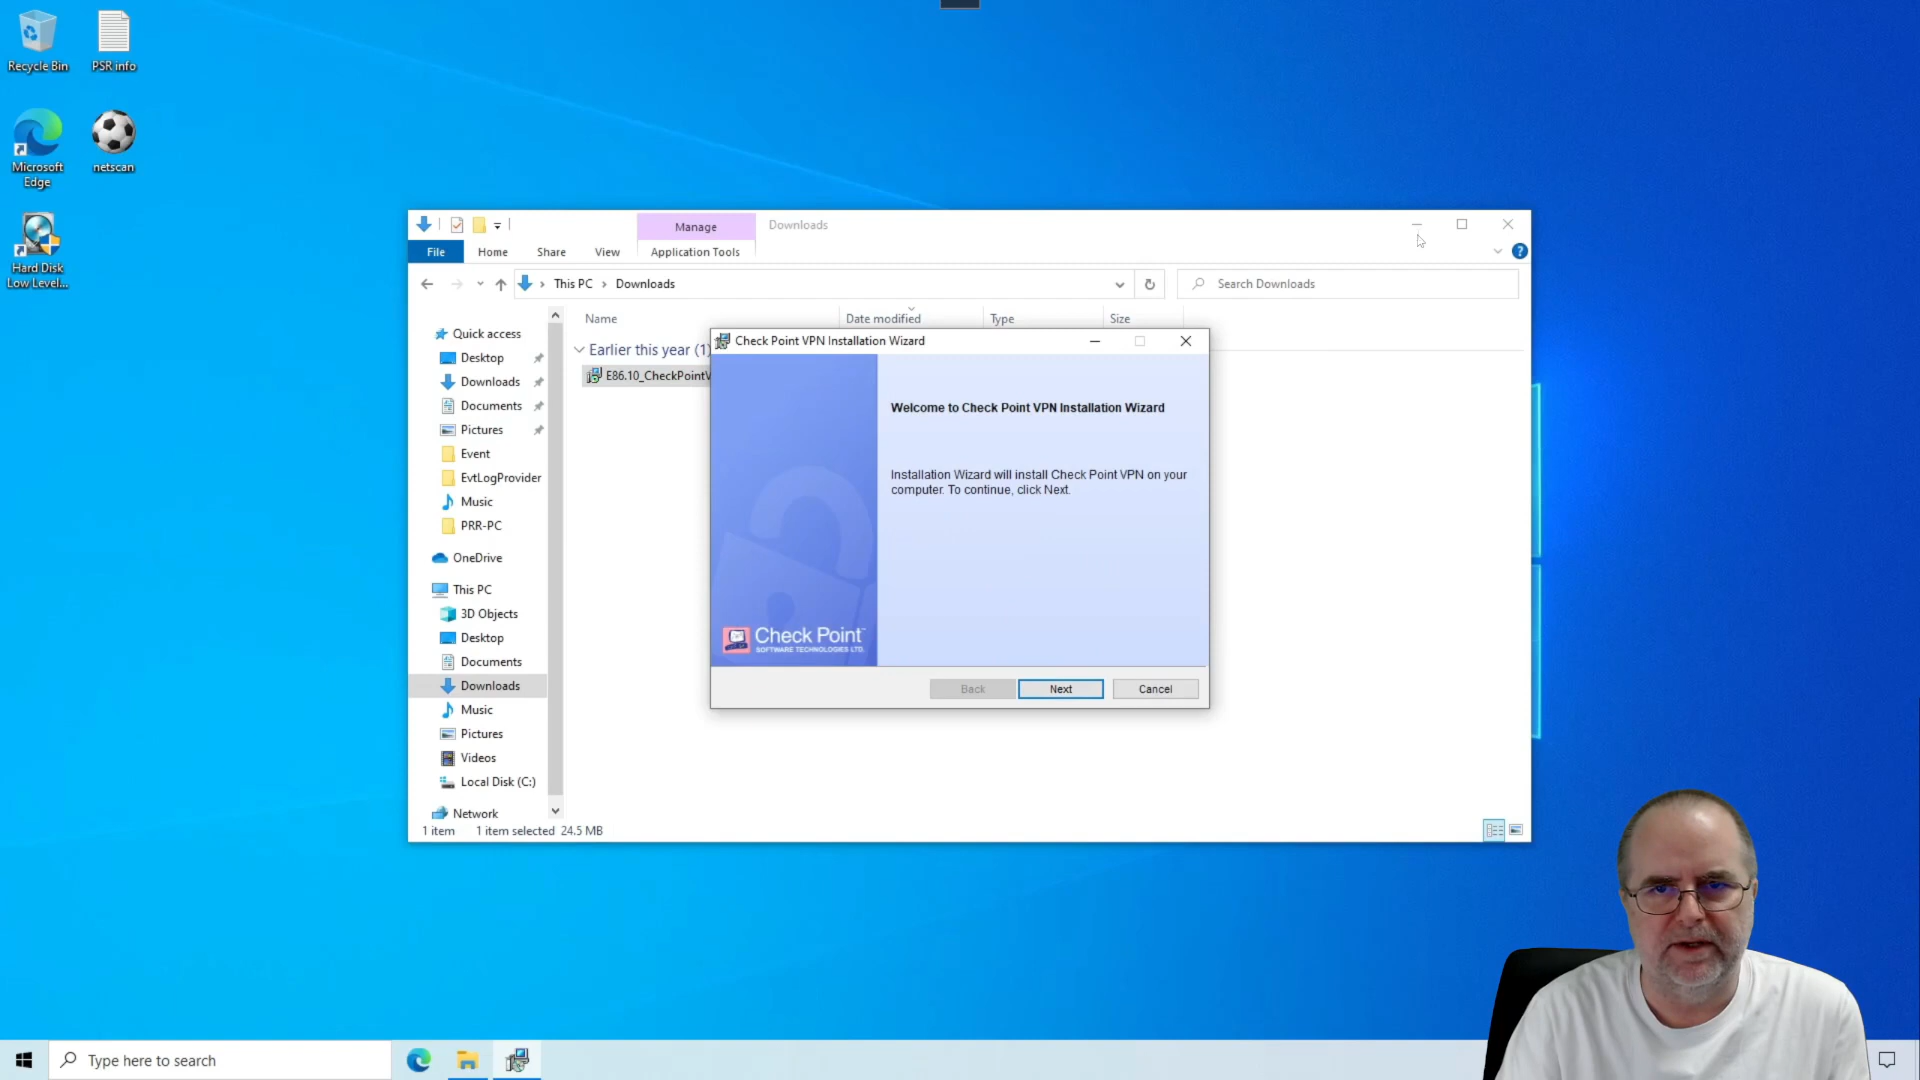 Recycle Bin
PSR info
Microsoft
Edge
netscan
Hard Disk
Low Level...
Manage
Downloads
File
Home
Share
View
Application Tools
This PC
Downloads
Search Downloads
Name
Date modified
Type
Size
Quick access
Desktop
Downloads
Documents
Pictures
Event
EvtLogProvider
Music
PRR-PC
OneDrive
This PC
3D Objects
Desktop
Documents
Downloads
Music
Pictures
Videos
Local Disk (C:)
Network
Earlier this year (1)
E86.10_CheckPointV
Check Point VPN Installation Wizard
Welcome to Check Point VPN Installation Wizard
Installation Wizard will install Check Point VPN on your
computer. To continue, click Next.
Check Point™
SOFTWARE TECHNOLOGIES LTD.
Back
Next
Cancel
1 item
1 item selected 24.5 MB
Type here to search